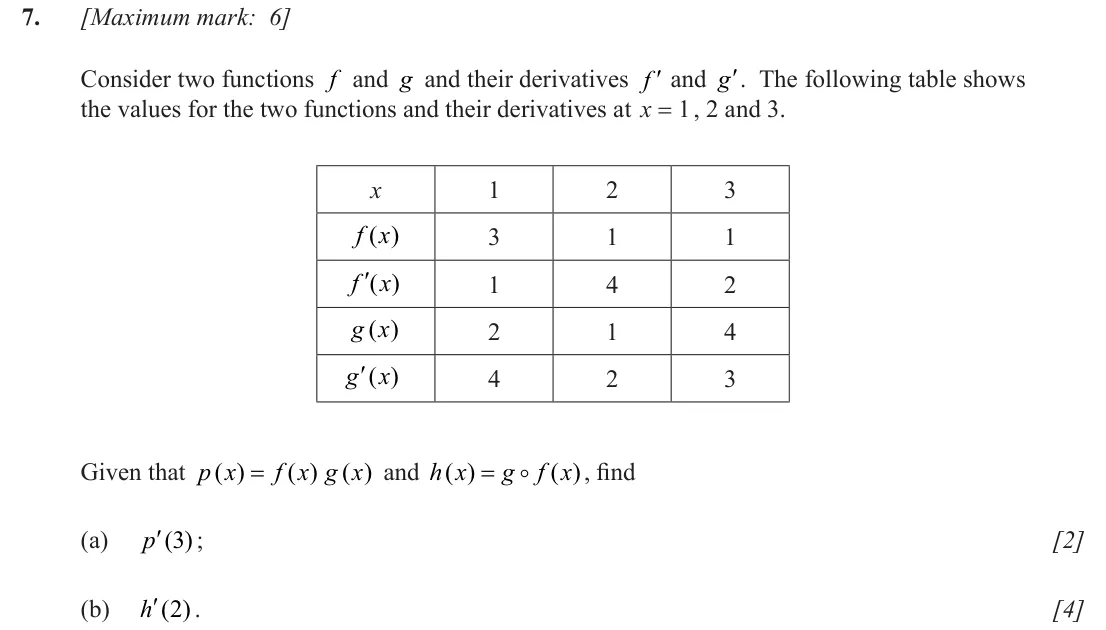 7. [Maximum mark: 6]
Consider two functions f and g and their derivatives f′ and g′. The following table shows
the values for the two functions and their derivatives at x = 1, 2 and 3.
x 1 2 3
f(x) 3 1 1
f′(x) 1 4 2
g(x) 2 1 4
g′(x) 4 2 3
Given that p(x) = f(x) g(x) and h(x) = g ∘ f(x), find
(a) p′(3); [2]
(b) h′(2). [4]